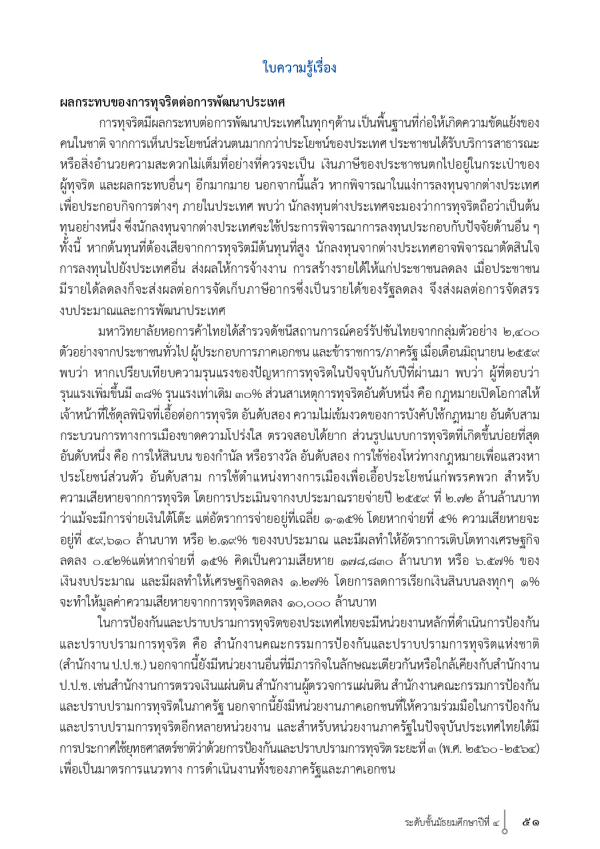 ใบความรู้เรื่อง
ผลกระทบของการทุจริตต่อการพัฒนาประเทศ
การทุจริตมีผลกระทบต่อการพัฒนาประเทศในทุกๆด้าน เป็นพื้นฐานที่ก่อให้เกิดความขัดแย้งของ
คนในชาติ จากการเห็นประโยชน์ส่วนตนมากกว่าประโยชน์ของประเทศ ประชาชนได้รับบริการสาธารณะ
หรือสิ่งอำนวยความสะดวกไม่เต็มที่อย่างที่ควรจะเป็น เงินภาษีของประชาชนตกไปอยู่ในกระเป๋าของ
ผู้ทุจริต และผลกระทบอื่นๆ อีกมากมาย นอกจากนี้แล้ว หากพิจารณาในแง่การลงทุนจากต่างประเทศ
เพื่อประกอบกิจการต่างๆ ภายในประเทศ พบว่า นักลงทุนต่างประเทศจะมองว่าการทุจริตถือว่าเป็นต้น
ทุนอย่างหนึ่ง ซึ่งนักลงทุนจากต่างประเทศจะใช้ประการพิจารณาการลงทุนประกอบกับปัจจัยด้านอื่น ๆ
ทั้งนี้ หากต้นทุนที่ต้องเสียจากการทุจริตมีต้นทุนที่สูง นักลงทุนจากต่างประเทศอาจพิจารณาตัดสินใจ
การลงทุนไปยังประเทศอื่น ส่งผลให้การจ้างงาน การสร้างรายได้ให้แก่ประชาชนลดลง เมื่อประชาชน
มีรายได้ลดลงก็จะส่งผลต่อการจัดเก็บภาษีอากรซึ่งเป็นรายได้ของรัฐลดลง จึงส่งผลต่อการจัดสรร
งบประมาณและการพัฒนาประเทศ
มหาวิทยาลัยหอการค้าไทยได้สำรวจดัชนีสถานการณ์คอร์รัปชันไทยจากกลุ่มตัวอย่าง ๒,๔๐๐
ตัวอย่างจากประชาชนทั่วไป ผู้ประกอบการภาคเอกชน และข้าราชการ/ภาครัฐ เมื่อเดือนมิถุนายน ๒๕๕๙
พบว่า หากเปรียบเทียบความรุนแรงของปัญหาการทุจริตในปัจจุบันกับปีที่ผ่านมา พบว่า ผู้ที่ตอบว่า
รุนแรงเพิ่มขึ้นมี ๓๘% รุนแรงเท่าเดิม ๓๐% ส่วนสาเหตุการทุจริตอันดับหนึ่ง คือ กฎหมายเปิดโอกาสให้
เจ้าหน้าที่ใช้ดุลพินิจที่เอื้อต่อการทุจริต อันดับสอง ความไม่เข้มงวดของการบังคับใช้กฎหมาย อันดับสาม
กระบวนการทางการเมืองขาดความโปร่งใส ตรวจสอบได้ยาก ส่วนรูปแบบการทุจริตที่เกิดขึ้นบ่อยที่สุด
อันดับหนึ่ง คือ การให้สินบน ของกำนัล หรือรางวัล อันดับสอง การใช้ช่องโหว่ทางกฎหมายเพื่อแสวงหา
ประโยชน์ส่วนตัว อันดับสาม การใช้ตำแหน่งทางการเมืองเพื่อเอื้อประโยชน์แก่พรรคพวก สำหรับ
ความเสียหายจากการทุจริต โดยการประเมินจากงบประมาณรายจ่ายปี ๒๕๕๙ ที่ ๒.๗๒ ล้านล้านบาท
ว่าแม้จะมีการจ่ายเงินใต้โต๊ะ แต่อัตราการจ่ายอยู่ที่เฉลี่ย ๑-๑๕% โดยหากจ่ายที่ ๕% ความเสียหายจะ
อยู่ที่ ๕๙,๖๑๐ ล้านบาท หรือ ๒.๑๙% ของงบประมาณ และมีผลทำให้อัตราการเติบโตทางเศรษฐกิจ
ลดลง ๐.๔๒%แต่หากจ่ายที่ ๑๕% คิดเป็นความเสียหาย ๑๗๘,๘๓๐ ล้านบาท หรือ ๖.๕๗% ของ
เงินงบประมาณ และมีผลทำให้เศรษฐกิจลดลง ๑.๒๗% โดยการลดการเรียกเงินสินบนลงทุกๆ ๑%
จะทำให้มูลค่าความเสียหายจากการทุจริตลดลง ๑๐,๐๐๐ ล้านบาท
ในการป้องกันและปราบปรามการทุจริตของประเทศไทยจะมีหน่วยงานหลักที่ดำเนินการป้องกัน
และปราบปรามการทุจริต คือ สำนักงานคณะกรรมการป้องกันและปราบปรามการทุจริตแห่งชาติ
(สำนักงาน ป.ป.ช.) นอกจากนี้ยังมีหน่วยงานอื่นที่มีภารกิจในลักษณะเดียวกันหรือใกล้เคียงกับสำนักงาน
ป.ป.ช. เช่นสำนักงานการตรวจเงินแผ่นดิน สำนักงานผู้ตรวจการแผ่นดิน สำนักงานคณะกรรมการป้องกัน
และปราบปรามการทุจริตในภาครัฐ นอกจากนี้ยังมีหน่วยงานภาคเอกชนที่ให้ความร่วมมือในการป้องกัน
และปราบปรามการทุจริตอีกหลายหน่วยงาน และสำหรับหน่วยงานภาครัฐในปัจจุบันประเทศไทยได้มี
การประกาศใช้ยุทธศาสตร์ชาติว่าด้วยการป้องกันและปราบปรามการทุจริต ระยะที่ ๓ (พ.ศ. ๒๕๖๐ -๒๕๖๔)
เพื่อเป็นมาตรการแนวทาง การดำเนินงานทั้งของภาครัฐและภาคเอกชน
ระดับชั้นมัธยมศึกษาปีที่ ๔ ๕๑